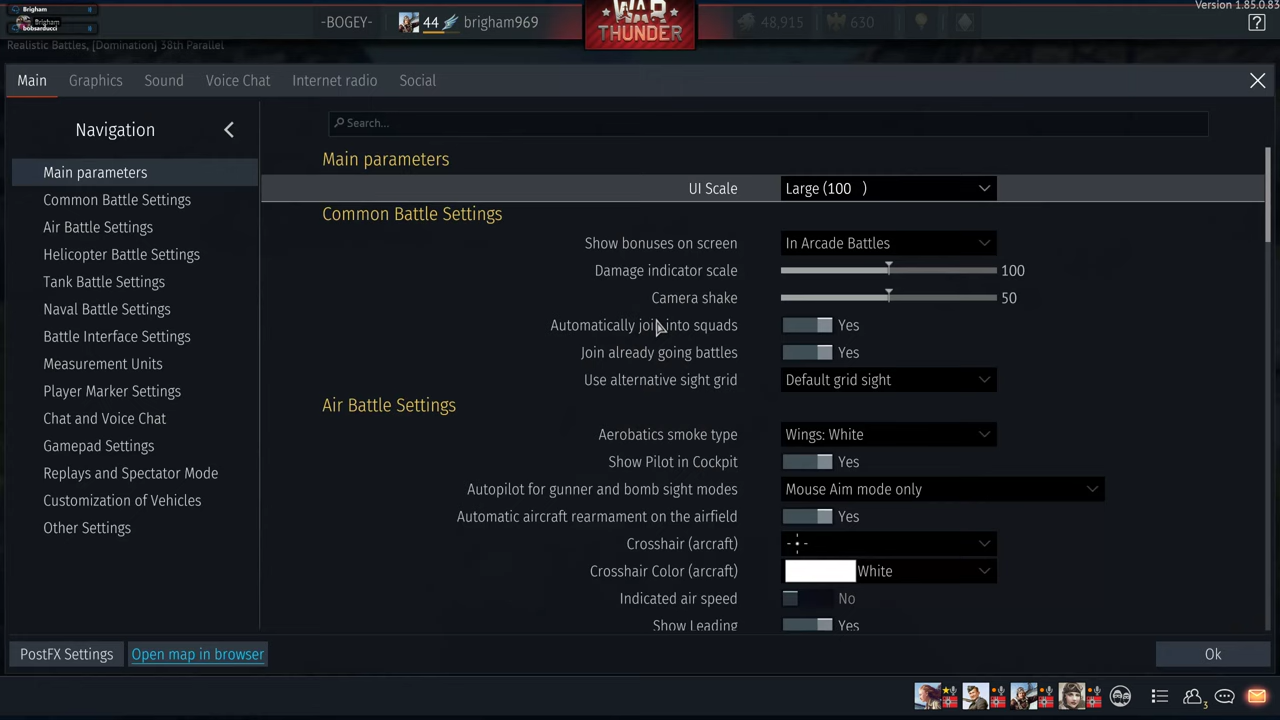 Brigham
Brigham
bobsarducci
-BOGEY-
44 brigham969
WAR
THUNDER
48,915
630
Version 1.85.0.83
?
Realistic Battles, [Domination] 38th Parallel
Main Graphics Sound Voice Chat Internet radio Social
Navigation
Main parameters
Common Battle Settings
Air Battle Settings
Helicopter Battle Settings
Tank Battle Settings
Naval Battle Settings
Battle Interface Settings
Measurement Units
Player Marker Settings
Chat and Voice Chat
Gamepad Settings
Replays and Spectator Mode
Customization of Vehicles
Other Settings
Search...
Main parameters
UI Scale Large (100 )
Common Battle Settings
Show bonuses on screen In Arcade Battles
Damage indicator scale 100
Camera shake 50
Automatically join into squads Yes
Join already going battles Yes
Use alternative sight grid Default grid sight
Air Battle Settings
Aerobatics smoke type Wings: White
Show Pilot in Cockpit Yes
Autopilot for gunner and bomb sight modes Mouse Aim mode only
Automatic aircraft rearmament on the airfield Yes
Crosshair (arcraft)
Crosshair Color (arcraft) White
Indicated air speed No
Show Leading Yes
PostFX Settings Open map in browser Ok
3